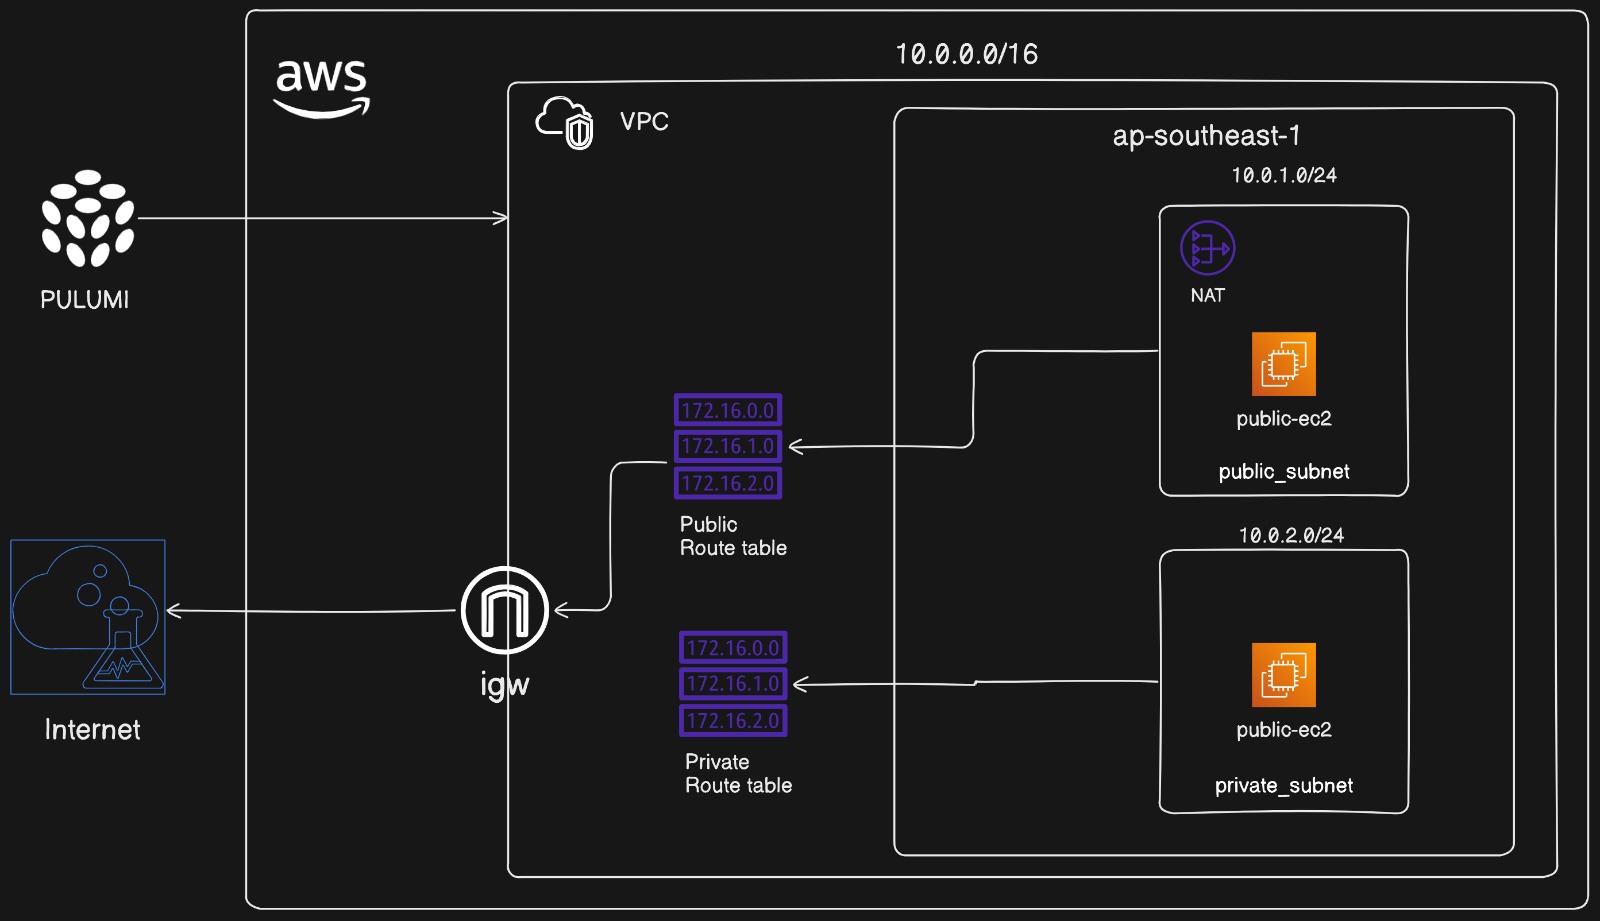 10.0.0.0/16
aws
VPC
ap-southeast-1
10.0.1.0/24
NAT
PULUMI
public-ec2
public_subnet
172.16.0.0
172.16.1.0
172.16.2.0
Public
Route table
10.0.2.0/24
igw
Internet
172.16.0.0
172.16.1.0
172.16.2.0
Private
Route table
public-ec2
private_subnet